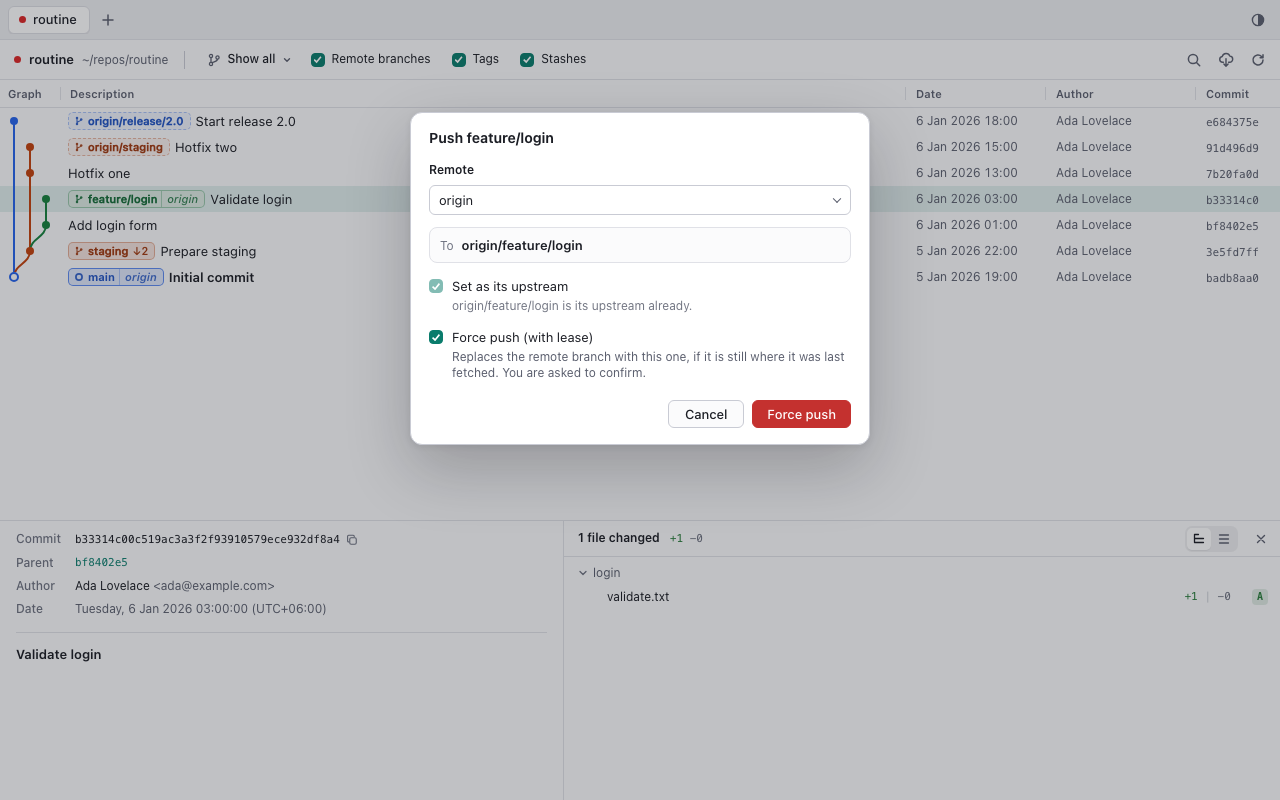 routine
routine ~/repos/routine Show all Remote branches Tags Stashes
Graph Description Date Author Commit
origin/release/2.0 Start release 2.0 6 Jan 2026 18:00 Ada Lovelace e684375e
origin/staging Hotfix two 6 Jan 2026 15:00 Ada Lovelace 91d496d9
Hotfix one 6 Jan 2026 13:00 Ada Lovelace 7b20fa0d
feature/login origin Validate login 6 Jan 2026 03:00 Ada Lovelace b33314c0
Add login form 6 Jan 2026 01:00 Ada Lovelace bf8402e5
staging ↓2 Prepare staging 5 Jan 2026 22:00 Ada Lovelace 3e5fd7ff
main origin Initial commit 5 Jan 2026 19:00 Ada Lovelace badb8aa0
Push feature/login
Remote
origin
To origin/feature/login
Set as its upstream
origin/feature/login is its upstream already.
Force push (with lease)
Replaces the remote branch with this one, if it is still where it was last
fetched. You are asked to confirm.
Cancel Force push
Commit b33314c00c519ac3a3f2f93910579ece932df8a4
Parent bf8402e5
Author Ada Lovelace <ada@example.com>
Date Tuesday, 6 Jan 2026 03:00:00 (UTC+06:00)
Validate login
1 file changed +1 −0
login
validate.txt +1 | −0 A